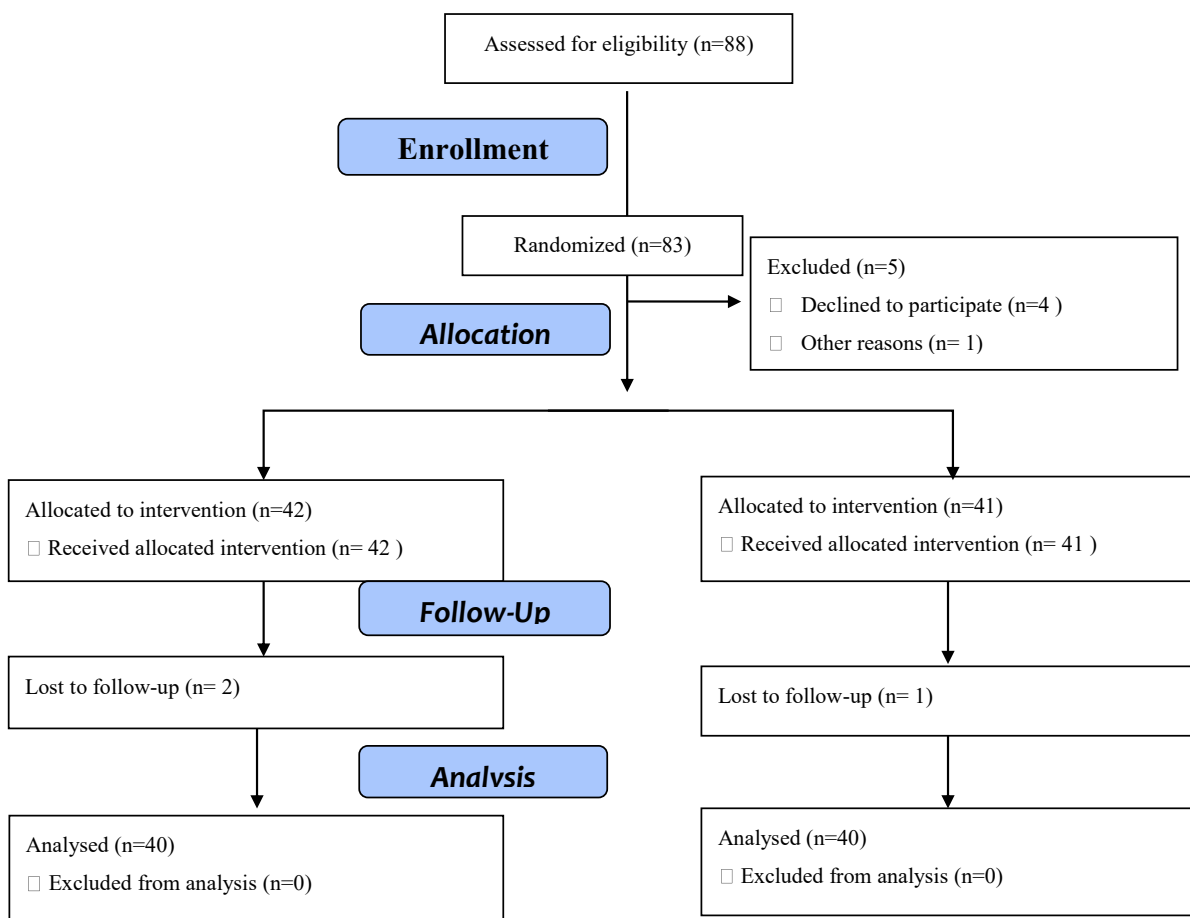 Assessed for eligibility (n=88)
Enrollment
Randomized (n=83)
Excluded (n=5)
Declined to participate (n=4 )
Other reasons (n= 1)
Allocation
Allocated to intervention (n=42)
Received allocated intervention (n= 42 )
Allocated to intervention (n=41)
Received allocated intervention (n= 41 )
Follow-Up
Lost to follow-up (n= 2)
Lost to follow-up (n= 1)
Analysis
Analysed (n=40)
Excluded from analysis (n=0)
Analysed (n=40)
Excluded from analysis (n=0)